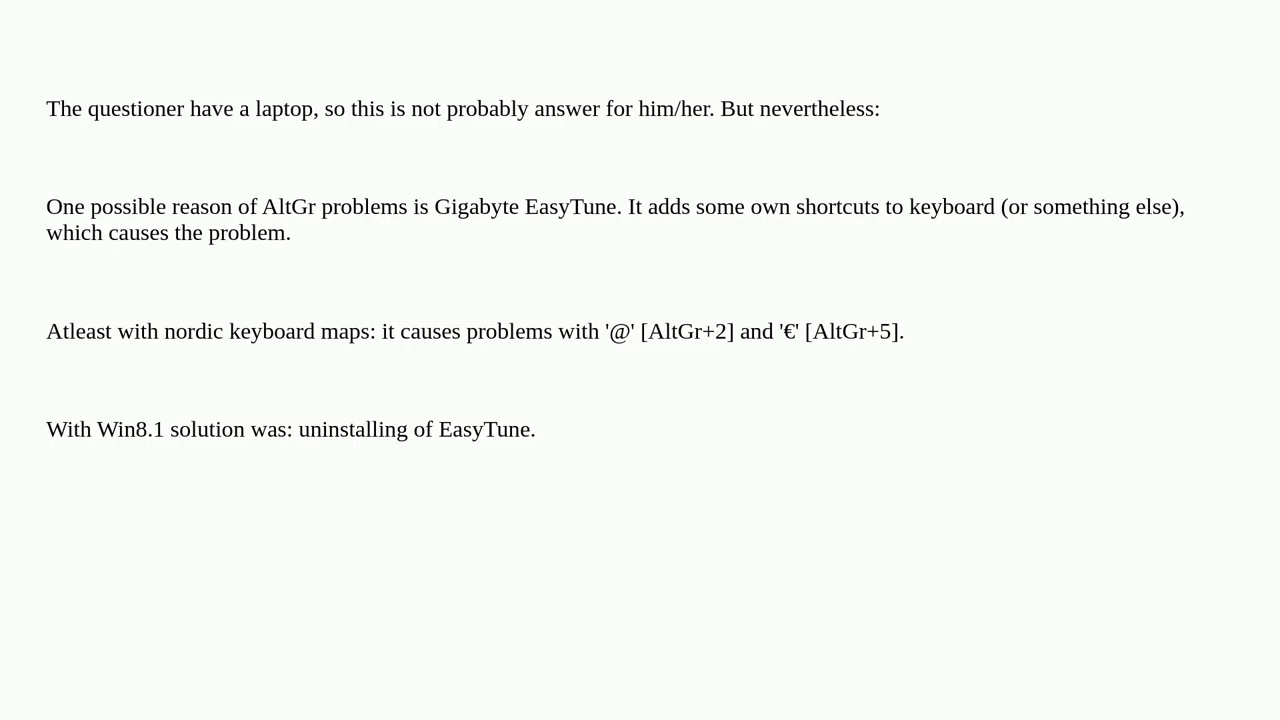 The questioner have a laptop, so this is not probably answer for him/her. But nevertheless:
One possible reason of AltGr problems is Gigabyte EasyTune. It adds some own shortcuts to keyboard (or something else),
which causes the problem.
Atleast with nordic keyboard maps: it causes problems with '@' [AltGr+2] and '€' [AltGr+5].
With Win8.1 solution was: uninstalling of EasyTune.